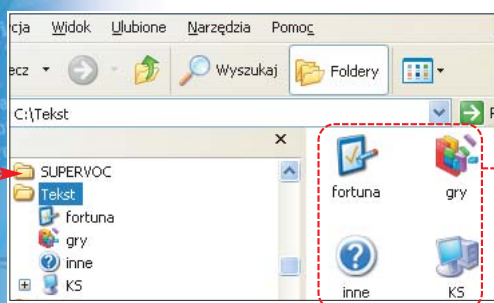 cja Widok Ulubione Narzędzia Pomoc
ecz Wyszukaj Foldery
C:\Tekst
SUPERVOC
Tekst
fortuna
gry
inne
KS
fortuna gry
inne KS